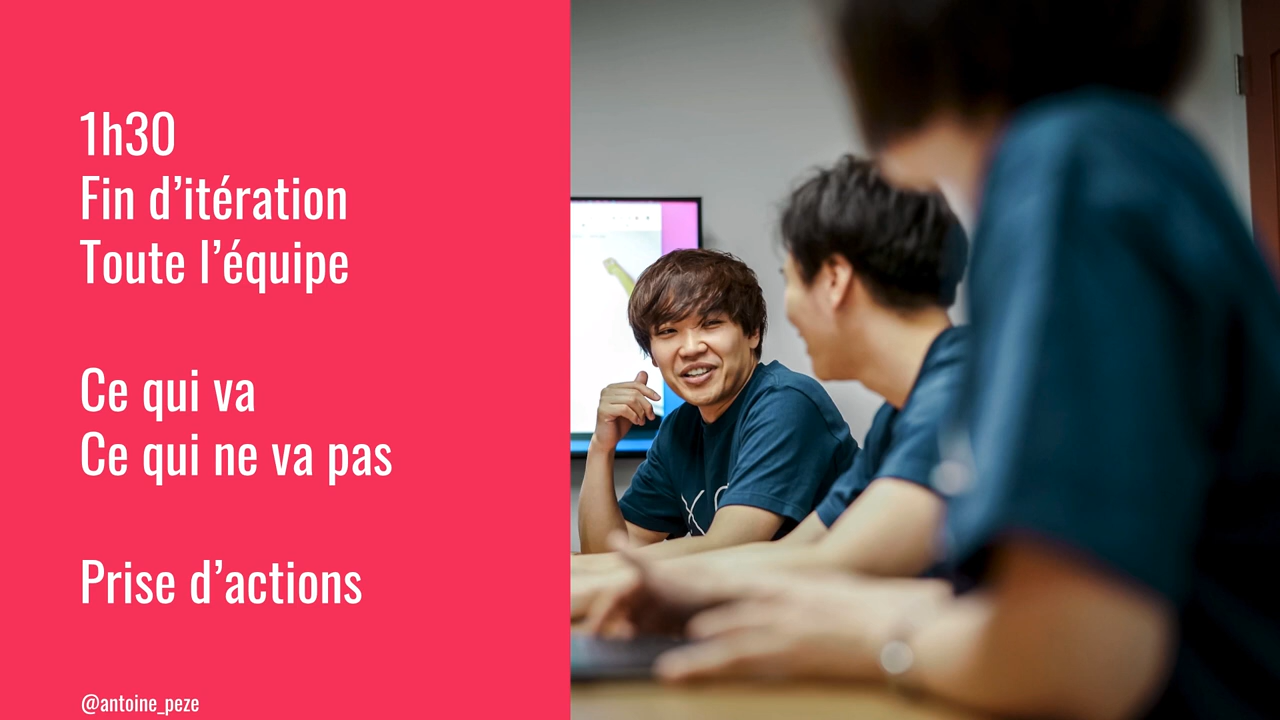 1h30
Fin d’itération
Toute l’équipe
Ce qui va
Ce qui ne va pas
Prise d’actions
@antoine_peze